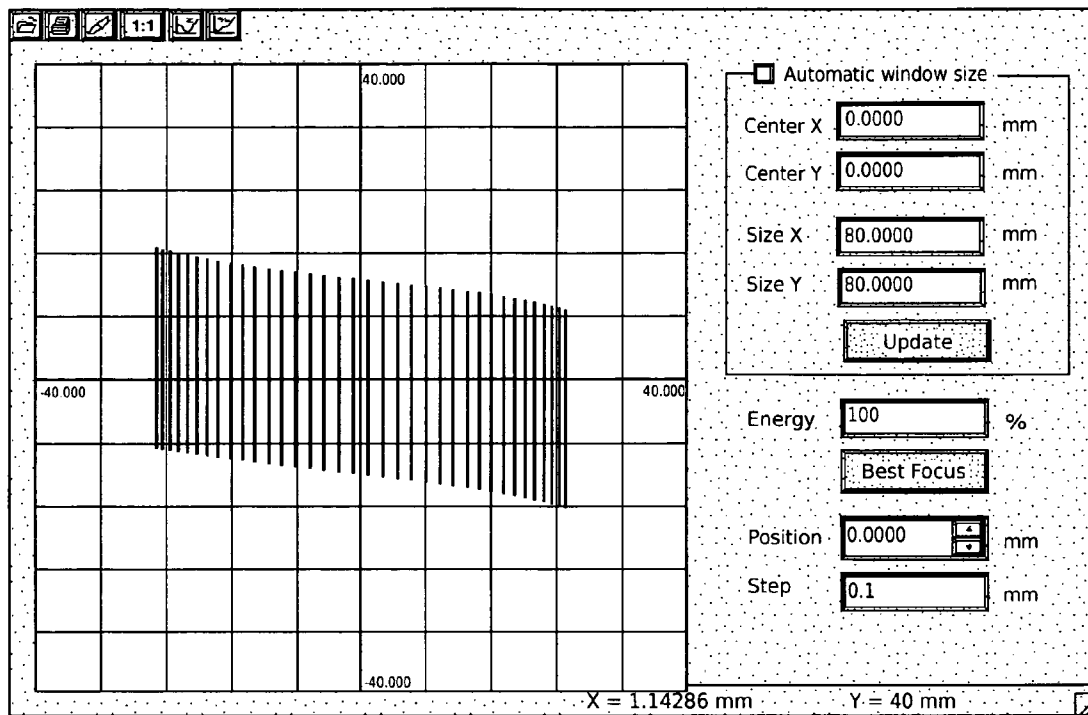 1:1
40.000
-40.000
40.000
-40.000
Automatic window size
Center X 0.0000 mm
Center Y 0.0000 mm
Size X 80.0000 mm
Size Y 80.0000 mm
Update
Energy 100 %
Best Focus
Position 0.0000 mm
Step 0.1 mm
X = 1.14286 mm Y = 40 mm